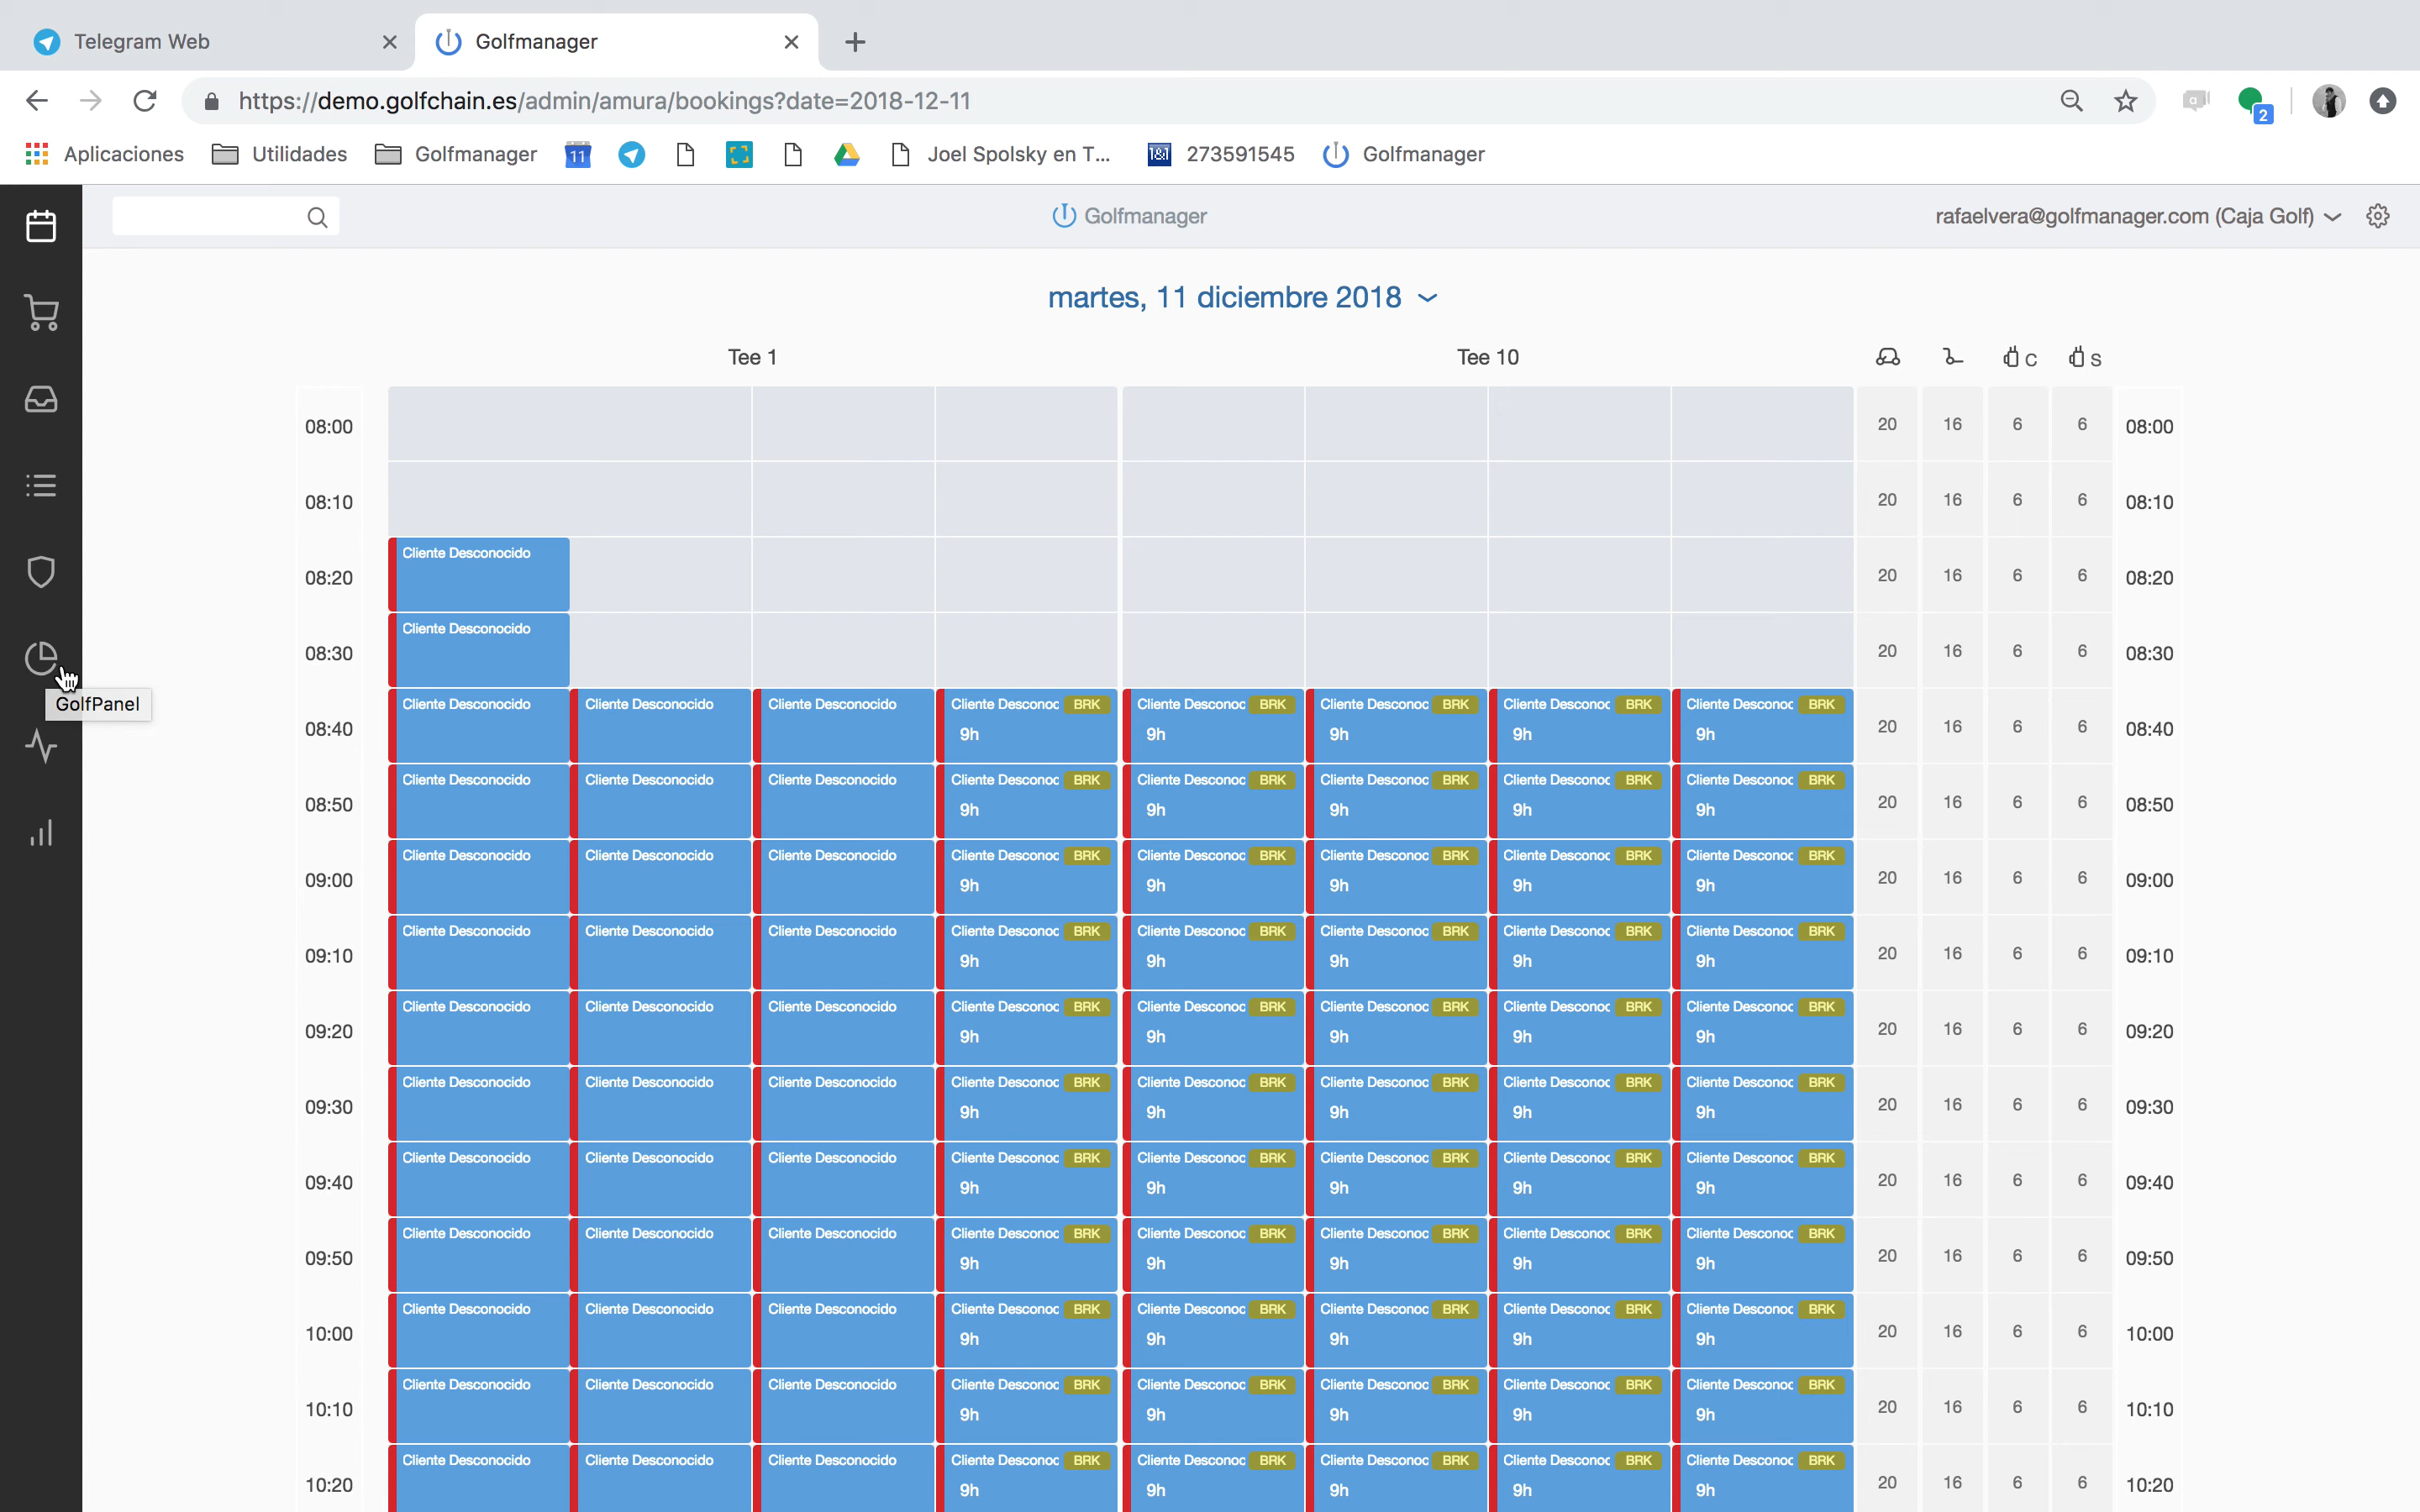 Telegram Web
Golfmanager
https://demo.golfchain.es/admin/amura/bookings?date=2018-12-11
2
Aplicaciones Utilidades Golfmanager 11 Joel Spolsky en T... 1&1 273591545 Golfmanager
Golfmanager
rafaelvera@golfmanager.com (Caja Golf)
martes, 11 diciembre 2018
Tee 1 Tee 10 C S
08:00 20 16 6 6 08:00
08:10 20 16 6 6 08:10
Cliente Desconocido
08:20 20 16 6 6 08:20
Cliente Desconocido
08:30 20 16 6 6 08:30
GolfPanel
Cliente Desconocido Cliente Desconocido Cliente Desconocido Cliente Desconoc BRK Cliente Desconoc BRK Cliente Desconoc BRK Cliente Desconoc BRK Cliente Desconoc BRK
08:40 9h 9h 9h 9h 9h 20 16 6 6 08:40
Cliente Desconocido Cliente Desconocido Cliente Desconocido Cliente Desconoc BRK Cliente Desconoc BRK Cliente Desconoc BRK Cliente Desconoc BRK Cliente Desconoc BRK
08:50 9h 9h 9h 9h 9h 20 16 6 6 08:50
Cliente Desconocido Cliente Desconocido Cliente Desconocido Cliente Desconoc BRK Cliente Desconoc BRK Cliente Desconoc BRK Cliente Desconoc BRK Cliente Desconoc BRK
09:00 9h 9h 9h 9h 9h 20 16 6 6 09:00
Cliente Desconocido Cliente Desconocido Cliente Desconocido Cliente Desconoc BRK Cliente Desconoc BRK Cliente Desconoc BRK Cliente Desconoc BRK Cliente Desconoc BRK
09:10 9h 9h 9h 9h 9h 20 16 6 6 09:10
Cliente Desconocido Cliente Desconocido Cliente Desconocido Cliente Desconoc BRK Cliente Desconoc BRK Cliente Desconoc BRK Cliente Desconoc BRK Cliente Desconoc BRK
09:20 9h 9h 9h 9h 9h 20 16 6 6 09:20
Cliente Desconocido Cliente Desconocido Cliente Desconocido Cliente Desconoc BRK Cliente Desconoc BRK Cliente Desconoc BRK Cliente Desconoc BRK Cliente Desconoc BRK
09:30 9h 9h 9h 9h 9h 20 16 6 6 09:30
Cliente Desconocido Cliente Desconocido Cliente Desconocido Cliente Desconoc BRK Cliente Desconoc BRK Cliente Desconoc BRK Cliente Desconoc BRK Cliente Desconoc BRK
09:40 9h 9h 9h 9h 9h 20 16 6 6 09:40
Cliente Desconocido Cliente Desconocido Cliente Desconocido Cliente Desconoc BRK Cliente Desconoc BRK Cliente Desconoc BRK Cliente Desconoc BRK Cliente Desconoc BRK
09:50 9h 9h 9h 9h 9h 20 16 6 6 09:50
Cliente Desconocido Cliente Desconocido Cliente Desconocido Cliente Desconoc BRK Cliente Desconoc BRK Cliente Desconoc BRK Cliente Desconoc BRK Cliente Desconoc BRK
10:00 9h 9h 9h 9h 9h 20 16 6 6 10:00
Cliente Desconocido Cliente Desconocido Cliente Desconocido Cliente Desconoc BRK Cliente Desconoc BRK Cliente Desconoc BRK Cliente Desconoc BRK Cliente Desconoc BRK
10:10 9h 9h 9h 9h 9h 20 16 6 6 10:10
Cliente Desconocido Cliente Desconocido Cliente Desconocido Cliente Desconoc BRK Cliente Desconoc BRK Cliente Desconoc BRK Cliente Desconoc BRK Cliente Desconoc BRK
10:20 9h 9h 9h 9h 9h 20 16 6 6 10:20